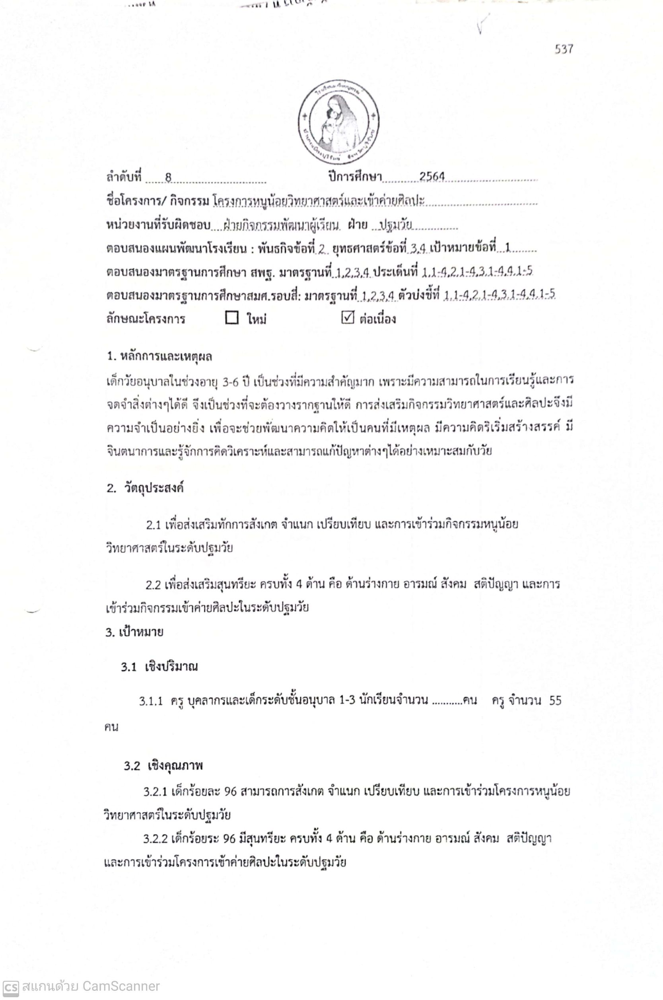 537
ลำดับที่ ......8................................ ปีการศึกษา............2564..............................
ชื่อโครงการ/ กิจกรรม โครงการหนูน้อยวิทยาศาสตร์และเข้าค่ายศิลปะ....................................
หน่วยงานที่รับผิดชอบ....ฝ่ายกิจกรรมพัฒนาผู้เรียน. ฝ่าย ...ปฐมวัย...............
ตอบสนองแผนพัฒนาโรงเรียน : พันธกิจข้อที่ 2.. ยุทธศาสตร์ข้อที่ 3,4 เป้าหมายข้อที่...1.........
ตอบสนองมาตรฐานการศึกษา สพฐ. มาตรฐานที่ 1,2,3,4 ประเด็นที่ 1.1-4,2.1-4,3.1-4,4.1-5
ตอบสนองมาตรฐานการศึกษาสมศ.รอบสี่: มาตรฐานที่ 1,2,3,4 ตัวบ่งชี้ที่ 1.1-4,2.1-4,3.1-4,4.1-5
ลักษณะโครงการ ☐ ใหม่ ☑ ต่อเนื่อง
1. หลักการและเหตุผล
เด็กวัยอนุบาลในช่วงอายุ 3-6 ปี เป็นช่วงที่มีความสำคัญมาก เพราะมีความสามารถในการเรียนรู้และการ
จดจำสิ่งต่างๆได้ดี จึงเป็นช่วงที่จะต้องวางรากฐานให้ดี การส่งเสริมกิจกรรมวิทยาศาสตร์และศิลปะจึงมี
ความจำเป็นอย่างยิ่ง เพื่อจะช่วยพัฒนาความคิดให้เป็นคนที่มีเหตุผล มีความคิดริเริ่มสร้างสรรค์ มี
จินตนาการและรู้จักการคิดวิเคราะห์และสามารถแก้ปัญหาต่างๆได้อย่างเหมาะสมกับวัย
2. วัตถุประสงค์
2.1 เพื่อส่งเสริมทักการสังเกต จำแนก เปรียบเทียบ และการเข้าร่วมกิจกรรมหนูน้อย
วิทยาศาสตร์ในระดับปฐมวัย
2.2 เพื่อส่งเสริมสุนทรียะ ครบทั้ง 4 ด้าน คือ ด้านร่างกาย อารมณ์ สังคม สติปัญญา และการ
เข้าร่วมกิจกรรมเข้าค่ายศิลปะในระดับปฐมวัย
3. เป้าหมาย
3.1 เชิงปริมาณ
3.1.1 ครู บุคลากรและเด็กระดับชั้นอนุบาล 1-3 นักเรียนจำนวน ...........คน ครู จำนวน 55
คน
3.2 เชิงคุณภาพ
3.2.1 เด็กร้อยละ 96 สามารถการสังเกต จำแนก เปรียบเทียบ และการเข้าร่วมโครงการหนูน้อย
วิทยาศาสตร์ในระดับปฐมวัย
3.2.2 เด็กร้อยระ 96 มีสุนทรียะ ครบทั้ง 4 ด้าน คือ ด้านร่างกาย อารมณ์ สังคม สติปัญญา
และการเข้าร่วมโครงการเข้าค่ายศิลปะในระดับปฐมวัย
CS สแกนด้วย CamScanner